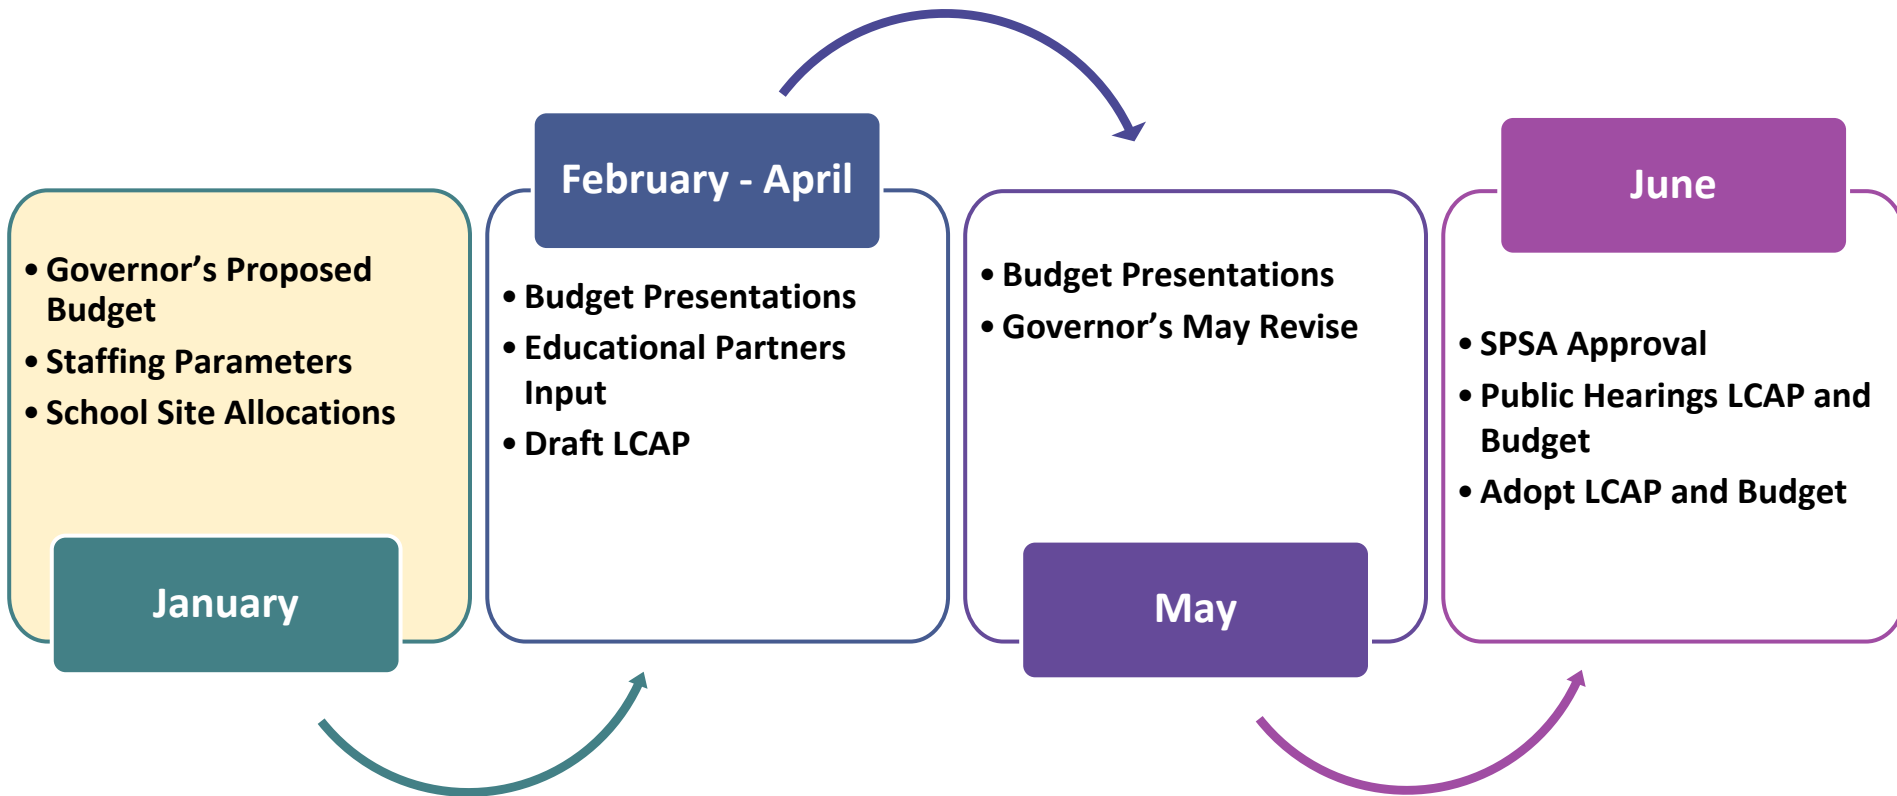 • Governor’s Proposed
Budget
• Staffing Parameters
• School Site Allocations
January
February - April
• Budget Presentations
• Educational Partners
Input
• Draft LCAP
• Budget Presentations
• Governor’s May Revise
May
June
• SPSA Approval
• Public Hearings LCAP and
Budget
• Adopt LCAP and Budget